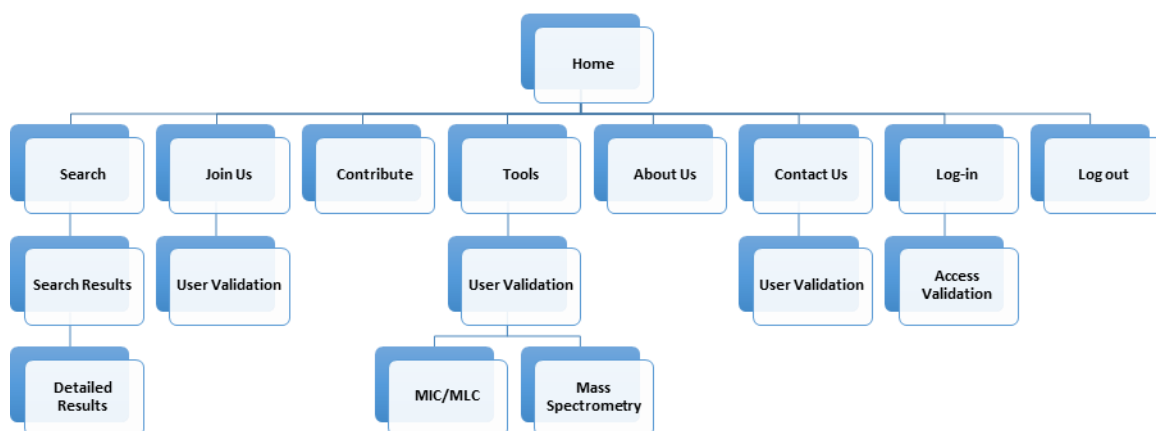 Home
Search
Join Us
Contribute
Tools
About Us
Contact Us
Log-in
Log out
Search Results
User Validation
User Validation
User Validation
Access
Validation
Detailed
Results
MIC/MLC
Mass
Spectrometry